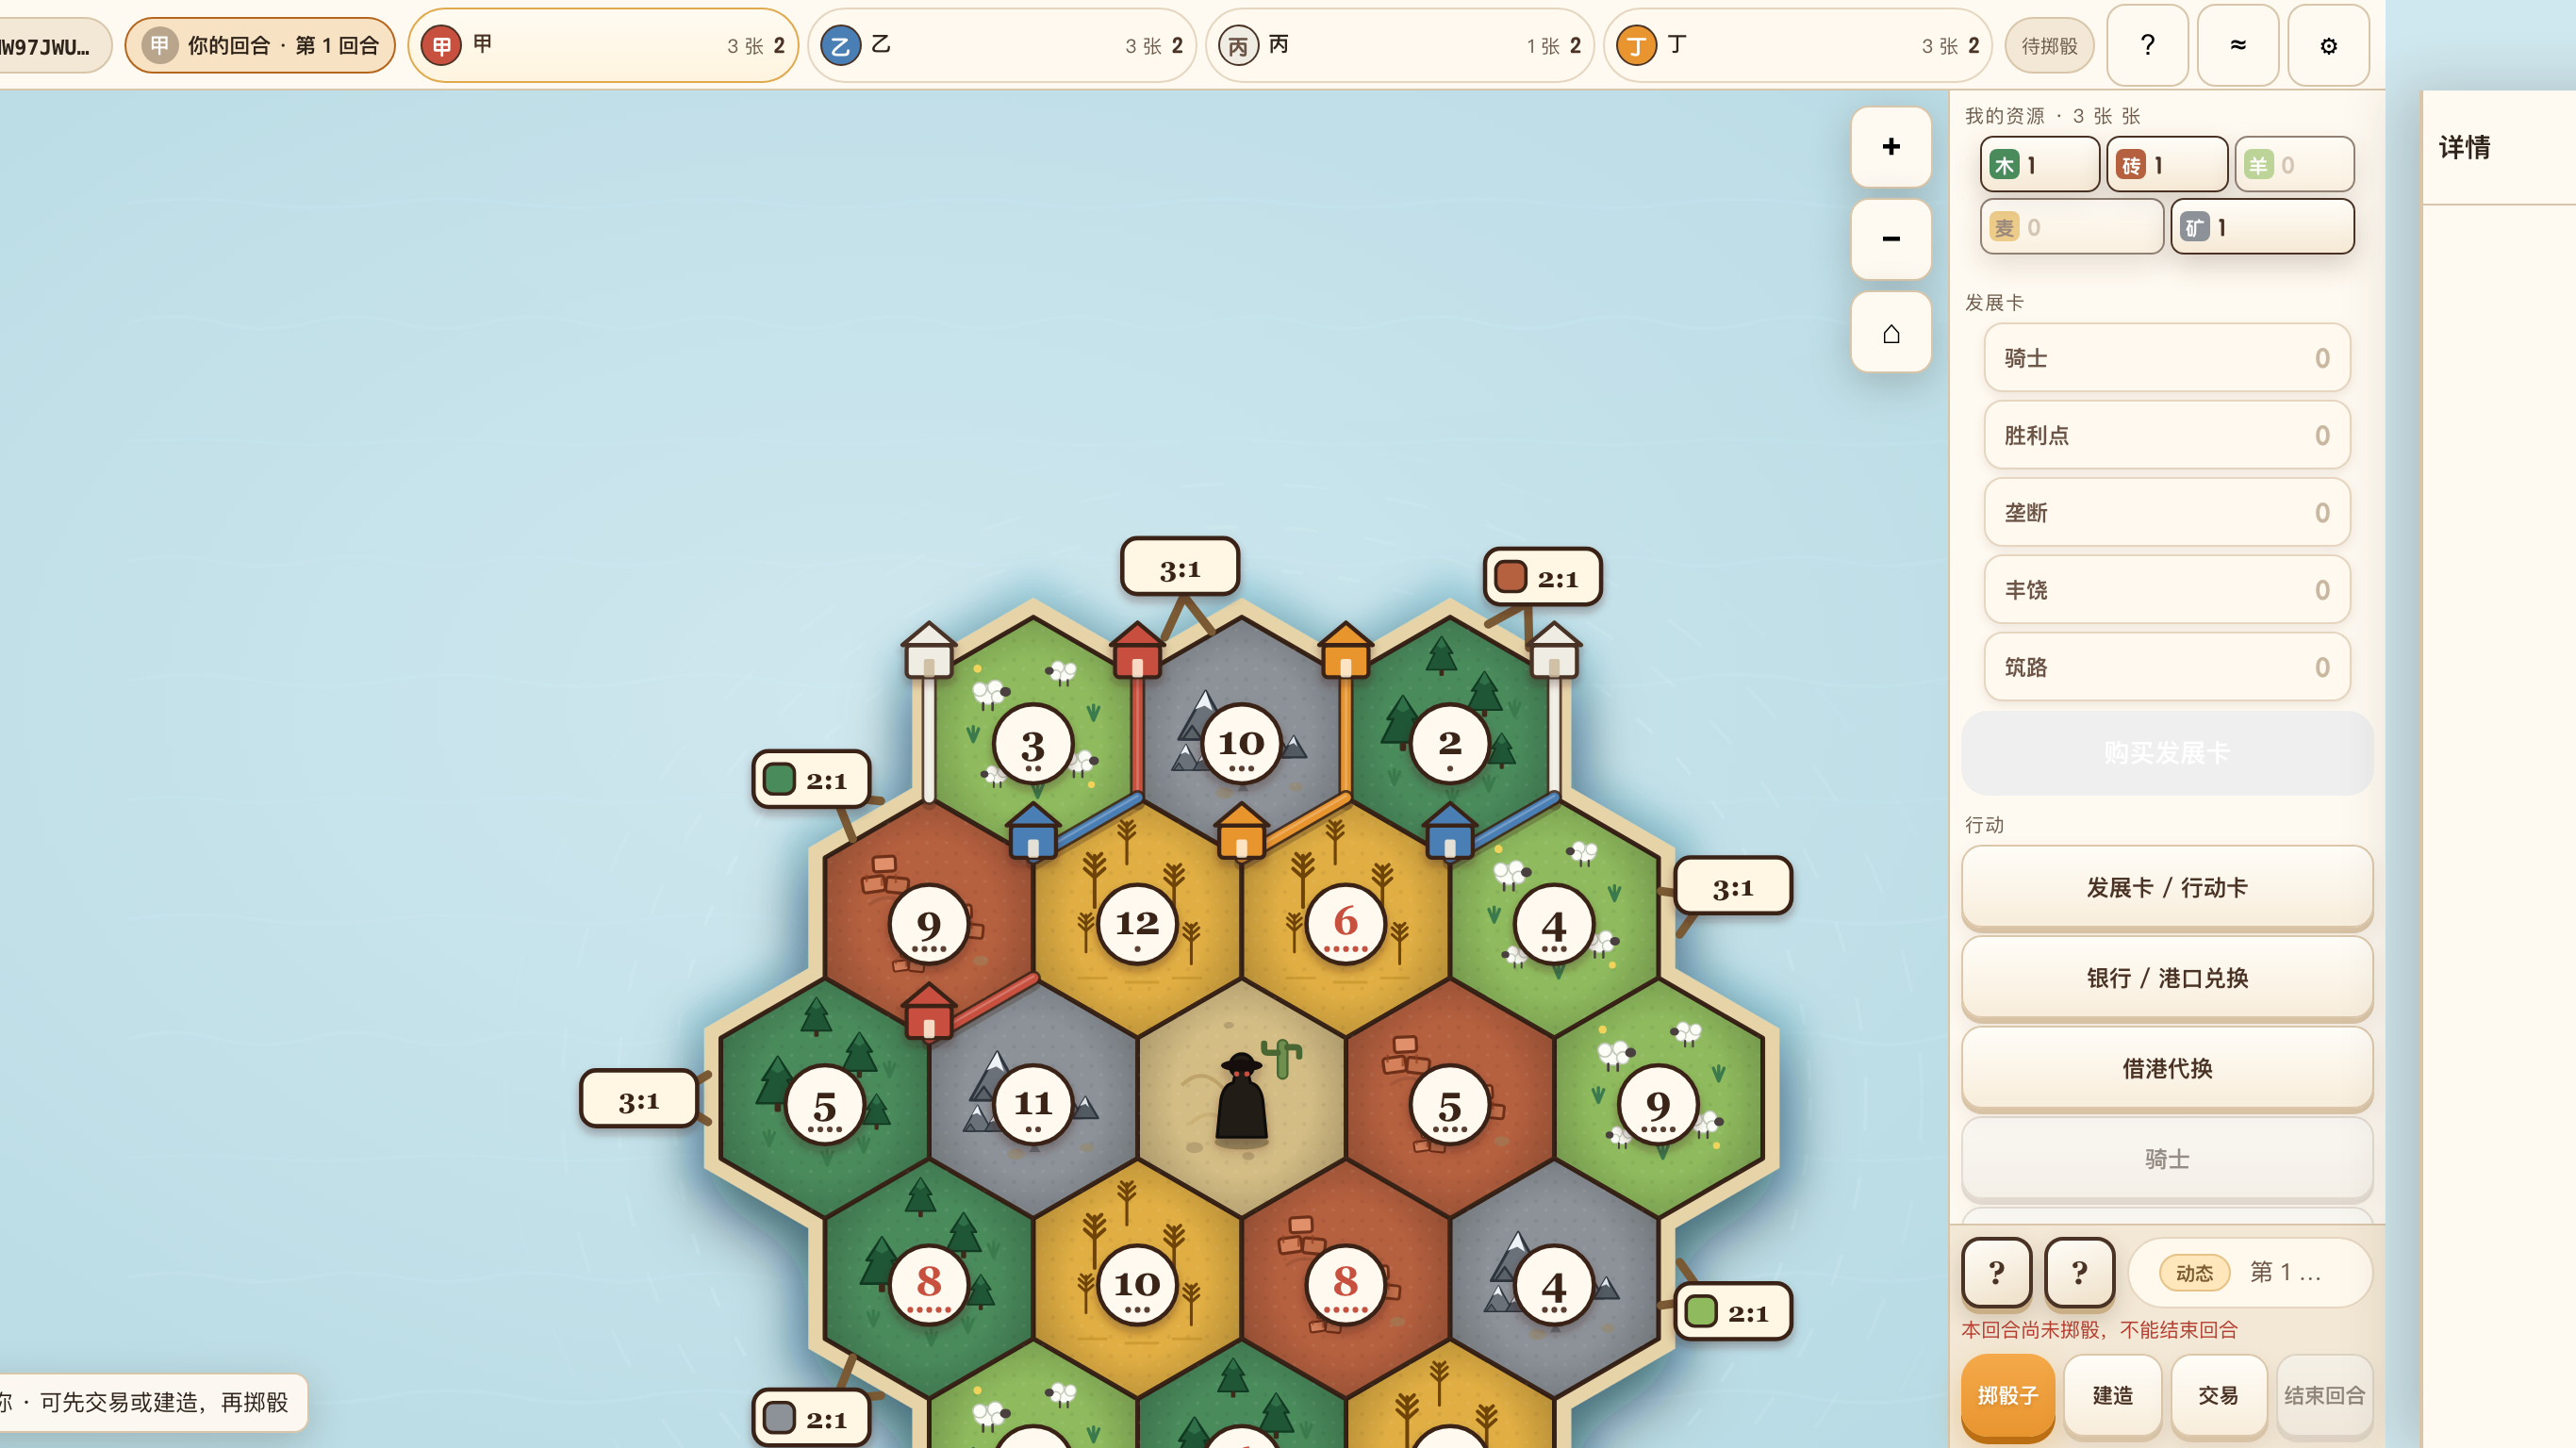 W97JWU…
甲 你的回合 · 第 1 回合
甲 甲 3 张 2
乙 乙 3 张 2
丙 丙 1 张 2
丁 丁 3 张 2
待掷骰
?
≈
⚙
+
−
⌂
我的资源 · 3 张 张
木 1
砖 1
羊 0
麦 0
矿 1
发展卡
骑士 0
胜利点 0
垄断 0
丰饶 0
筑路 0
购买发展卡
行动
发展卡 / 行动卡
银行 / 港口兑换
借港代换
骑士
? ? 动态 第 1 …
本回合尚未掷骰，不能结束回合
掷骰子 建造 交易 结束回合
详情
3:1
2:1
3 10 2
2:1
3:1
9 12 6 4
3:1
5 11 5 9
8 10 8 4
2:1
2:1
你 · 可先交易或建造，再掷骰